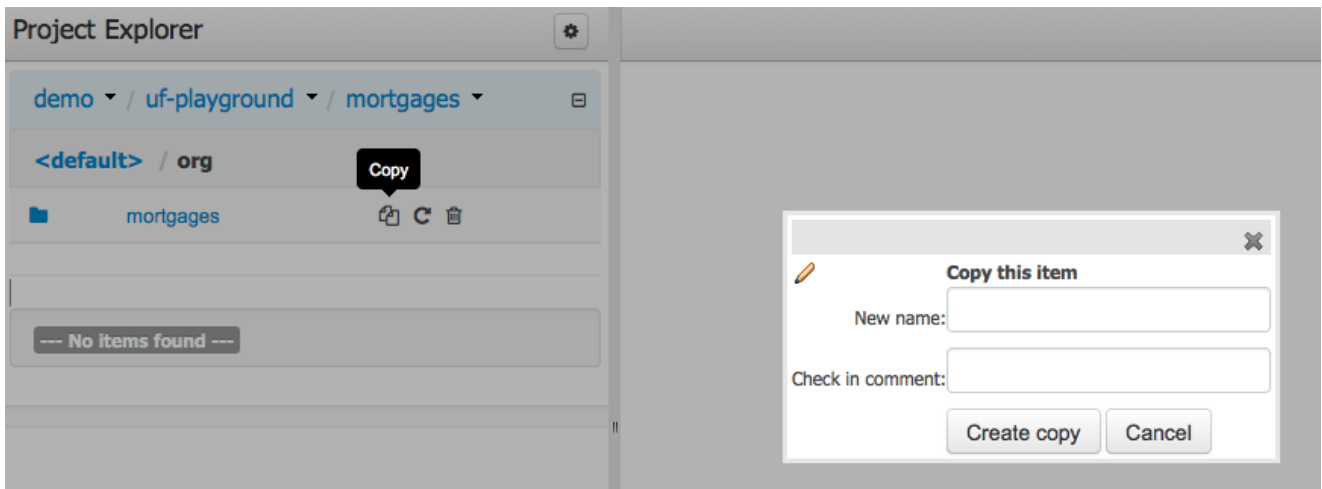 Project Explorer
demo / uf-playground / mortgages
<default> / org
Copy
mortgages
--- No items found ---
Copy this item
New name:
Check in comment:
Create copy Cancel